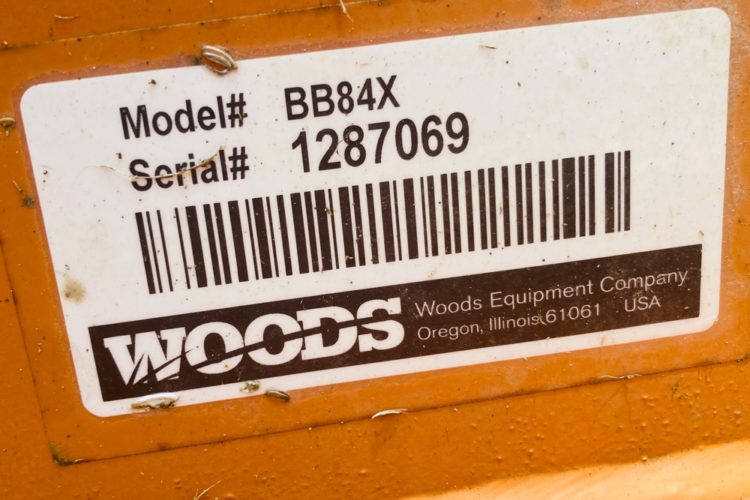 Model# BB84X
Serial# 1287069
WOODS
Woods Equipment Company
Oregon, Illinois 61061 USA